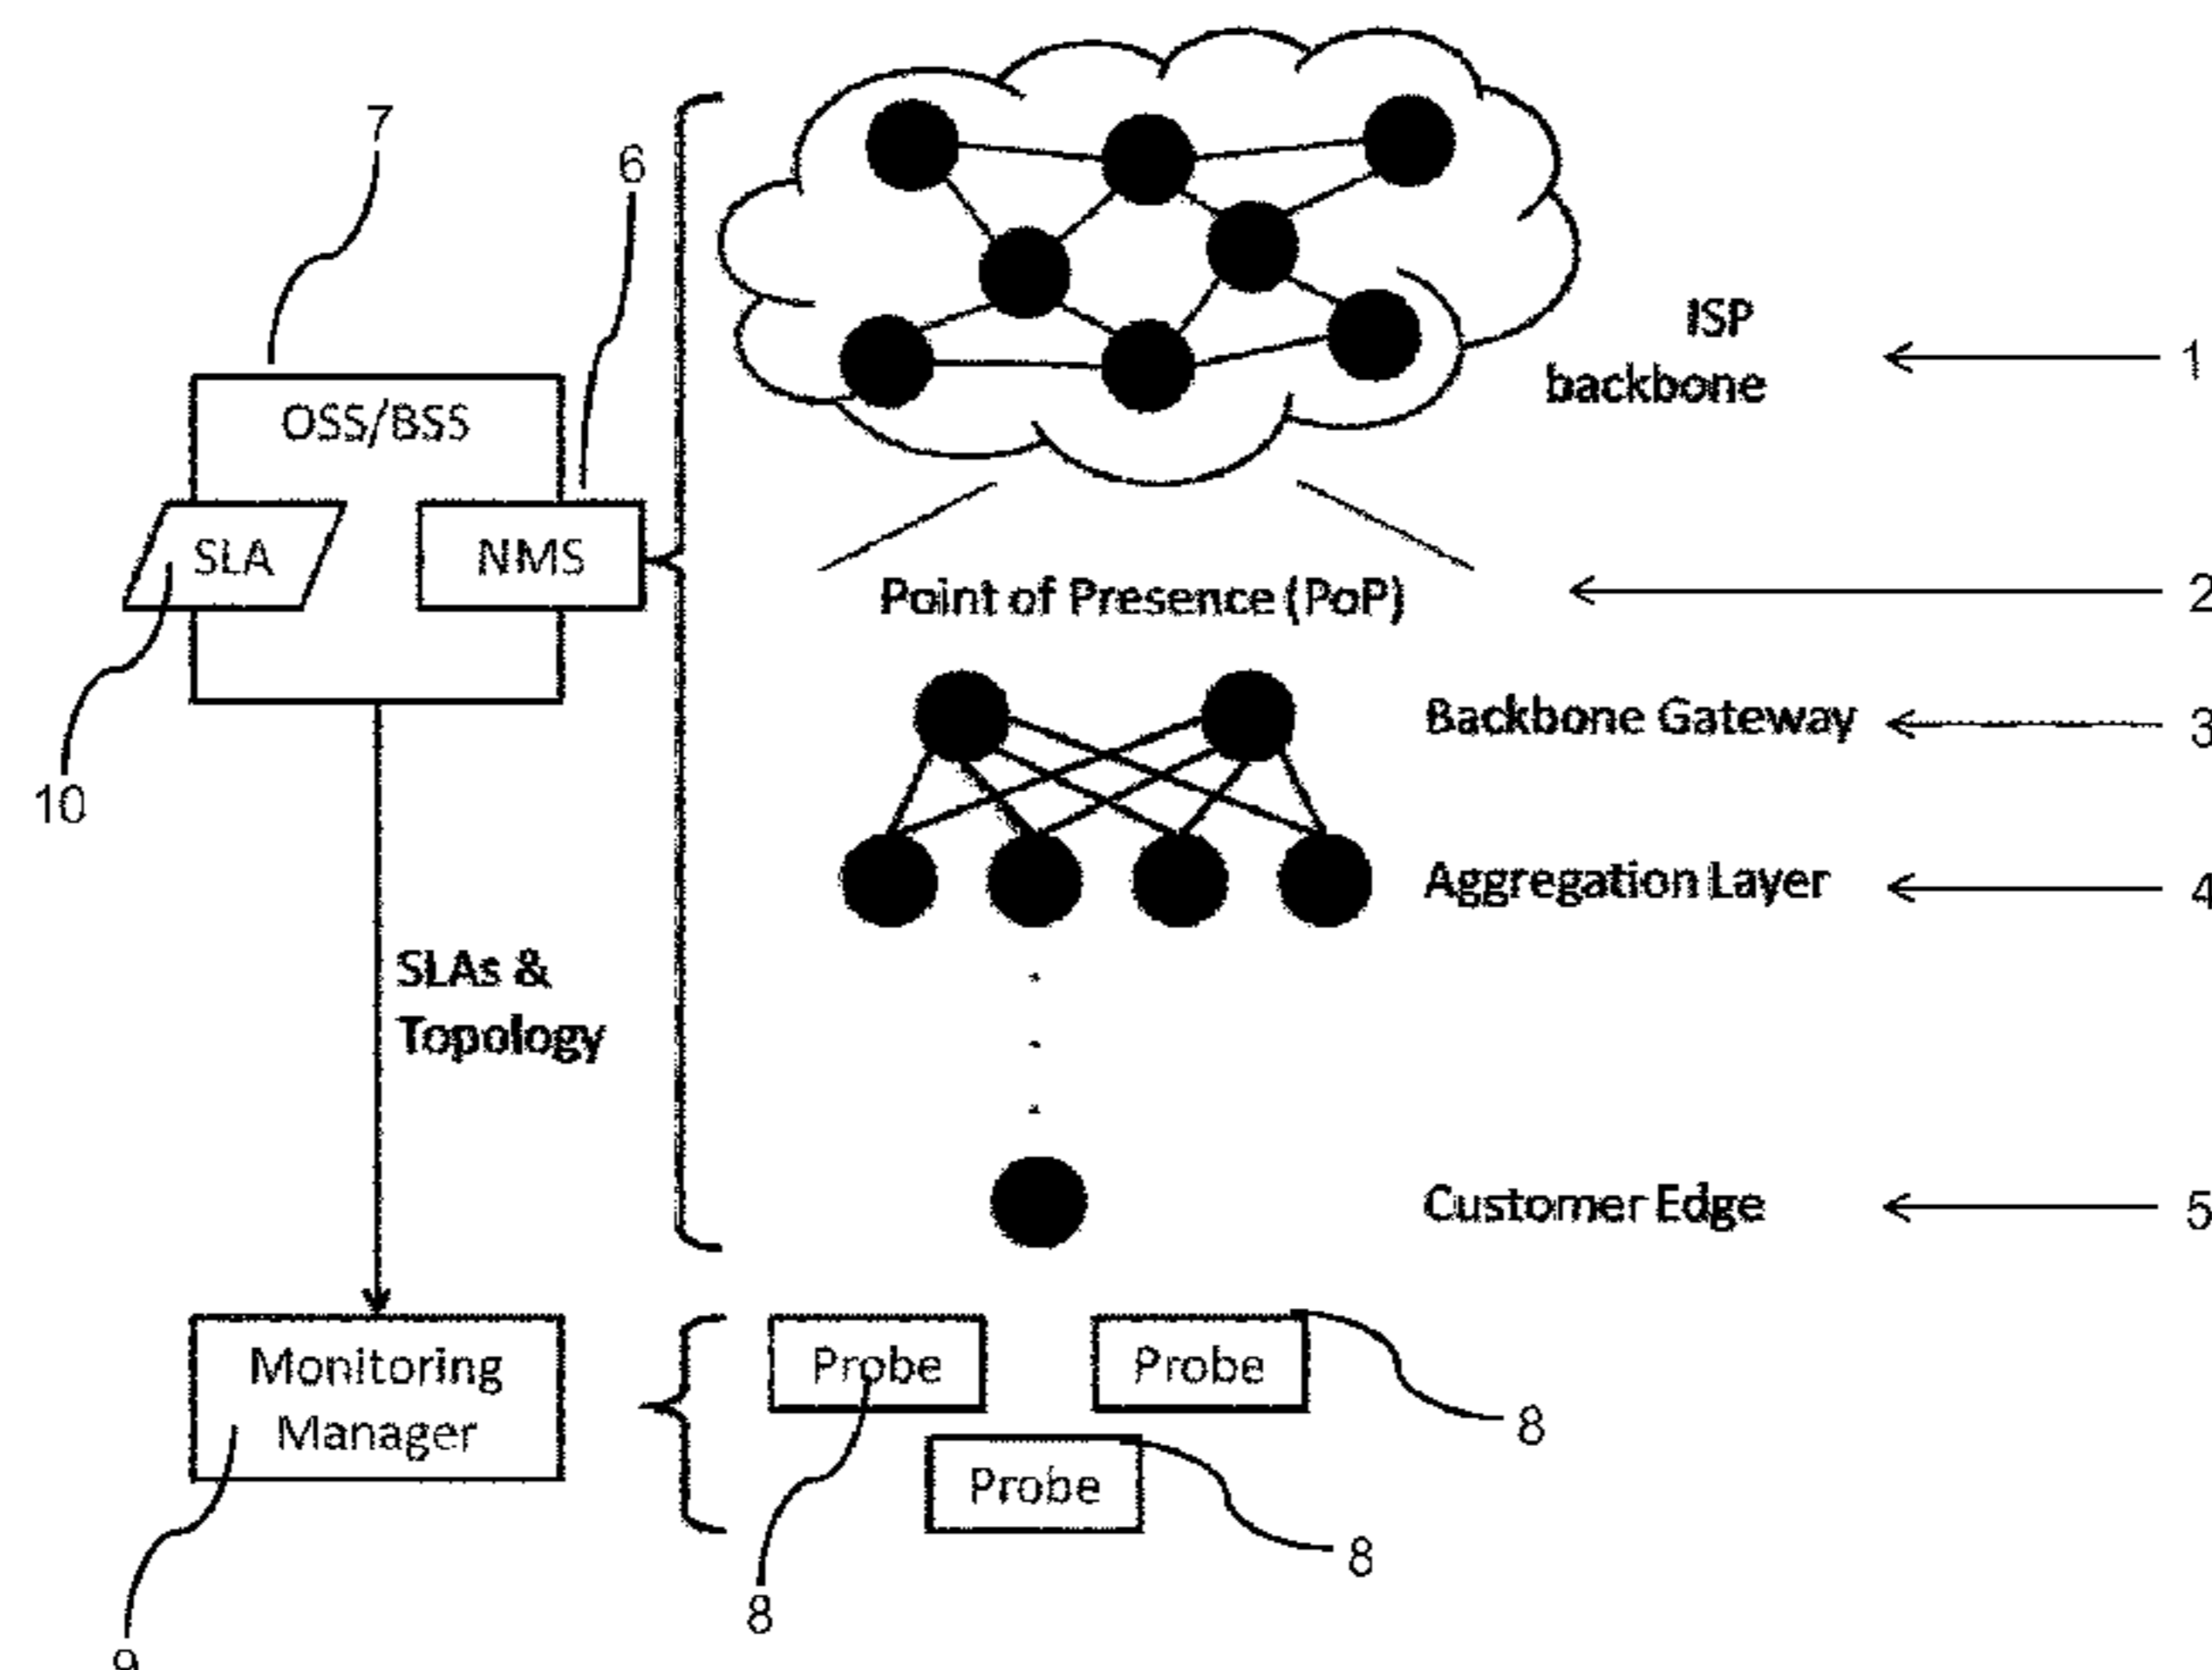 7
6
ISP
backbone
1
OSS/BSS
SLA
NMS
Point of Presence (PoP)
2
Backbone Gateway
3
10
Aggregation Layer
4
SLAs &
Topology
Customer Edge
5
Monitoring
Manager
Probe
Probe
8
Probe
8
8
9